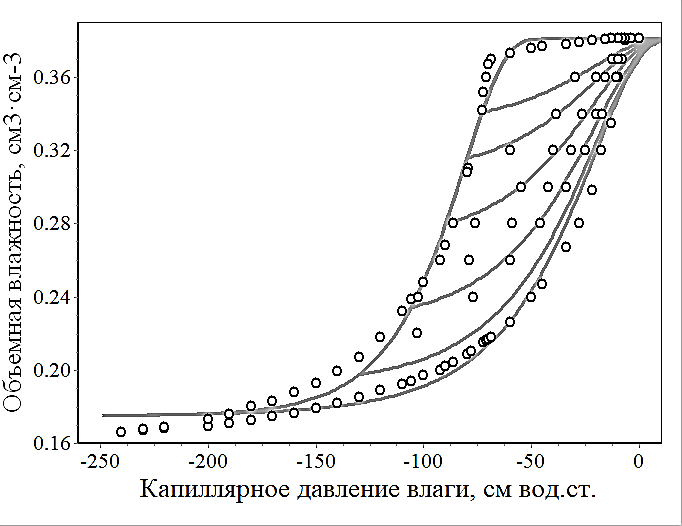 Объемная влажность, см3·см-3
0.36
0.32
0.28
0.24
0.20
0.16
-250 -200 -150 -100 -50 0
Капиллярное давление влаги, см вод.ст.